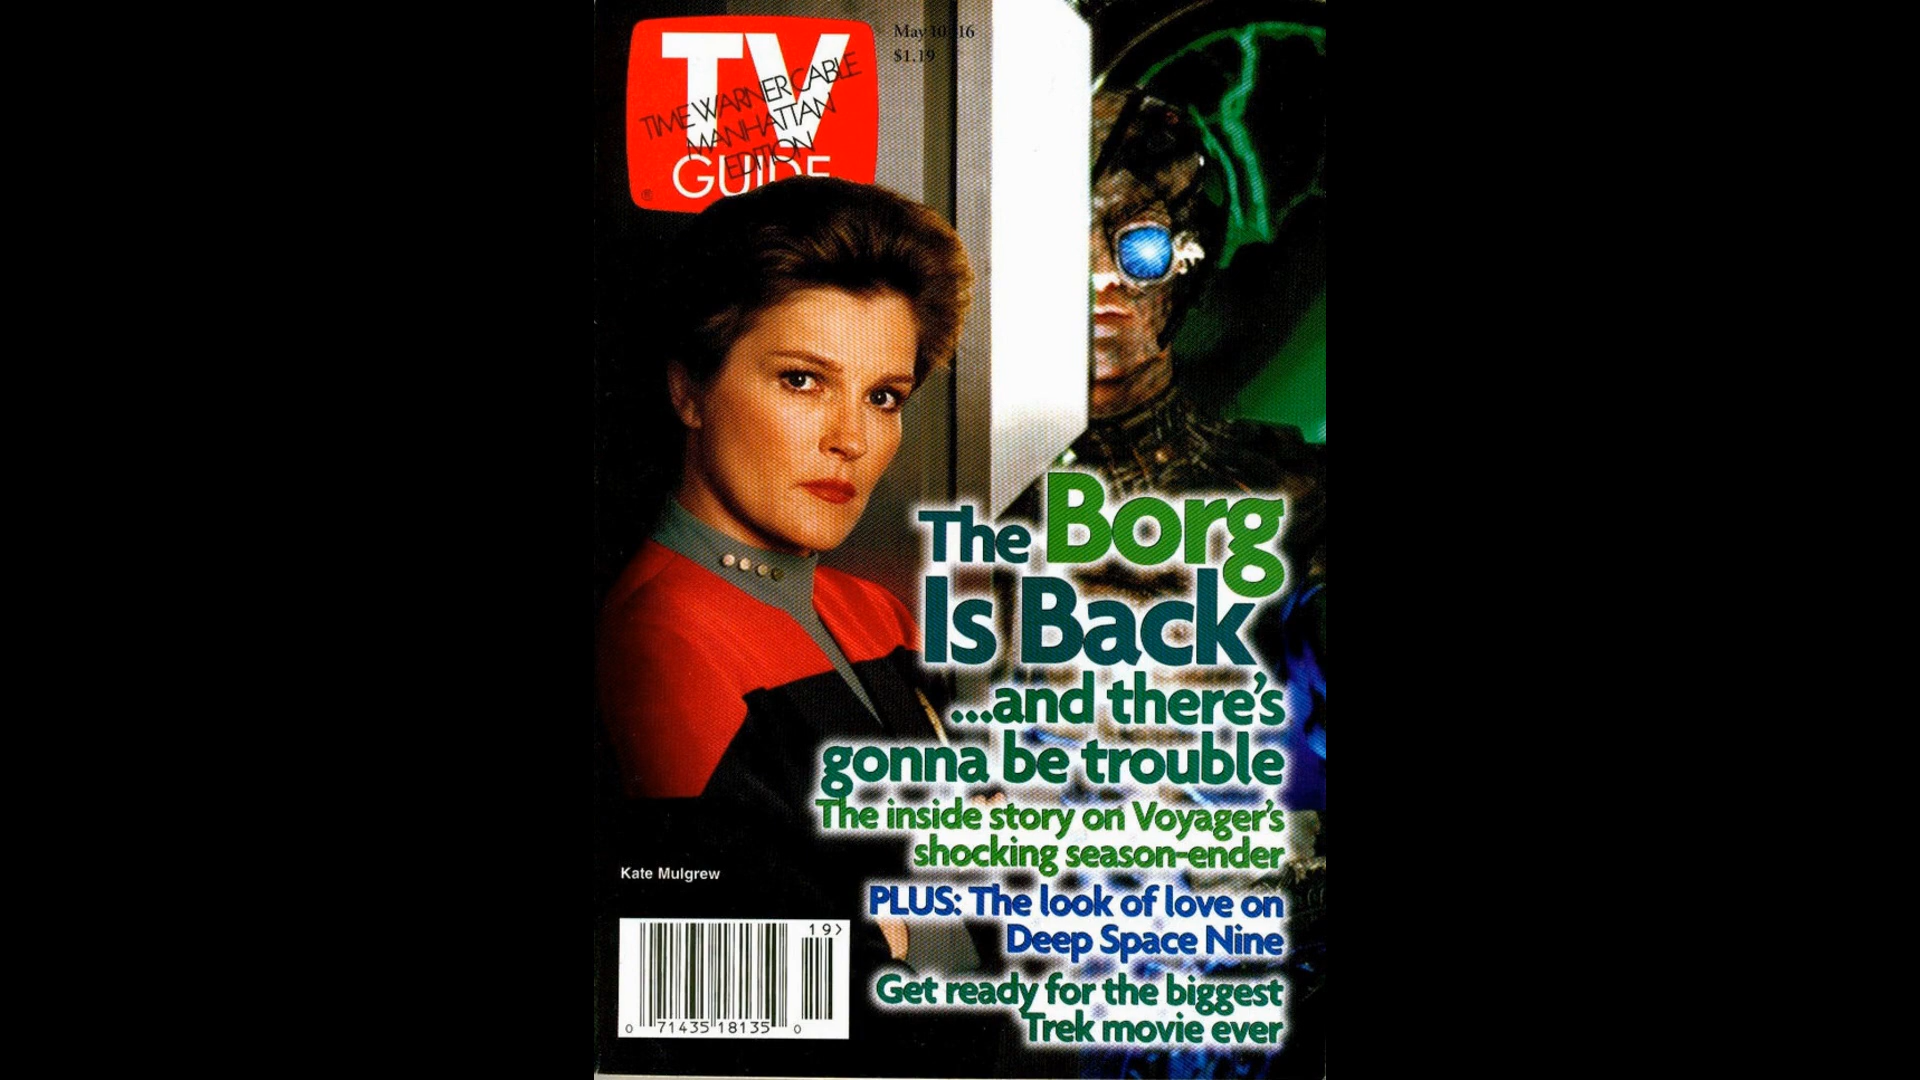 TV
GUIDE
®
TIME WARNER CABLE
MANHATTAN
EDITION
May 10-16
$1.19
The Borg
Is Back
...and there's
gonna be trouble
The inside story on Voyager's
shocking season-ender
PLUS: The look of love on
Deep Space Nine
Get ready for the biggest
Trek movie ever
Kate Mulgrew
19>
0 71435 18135 0